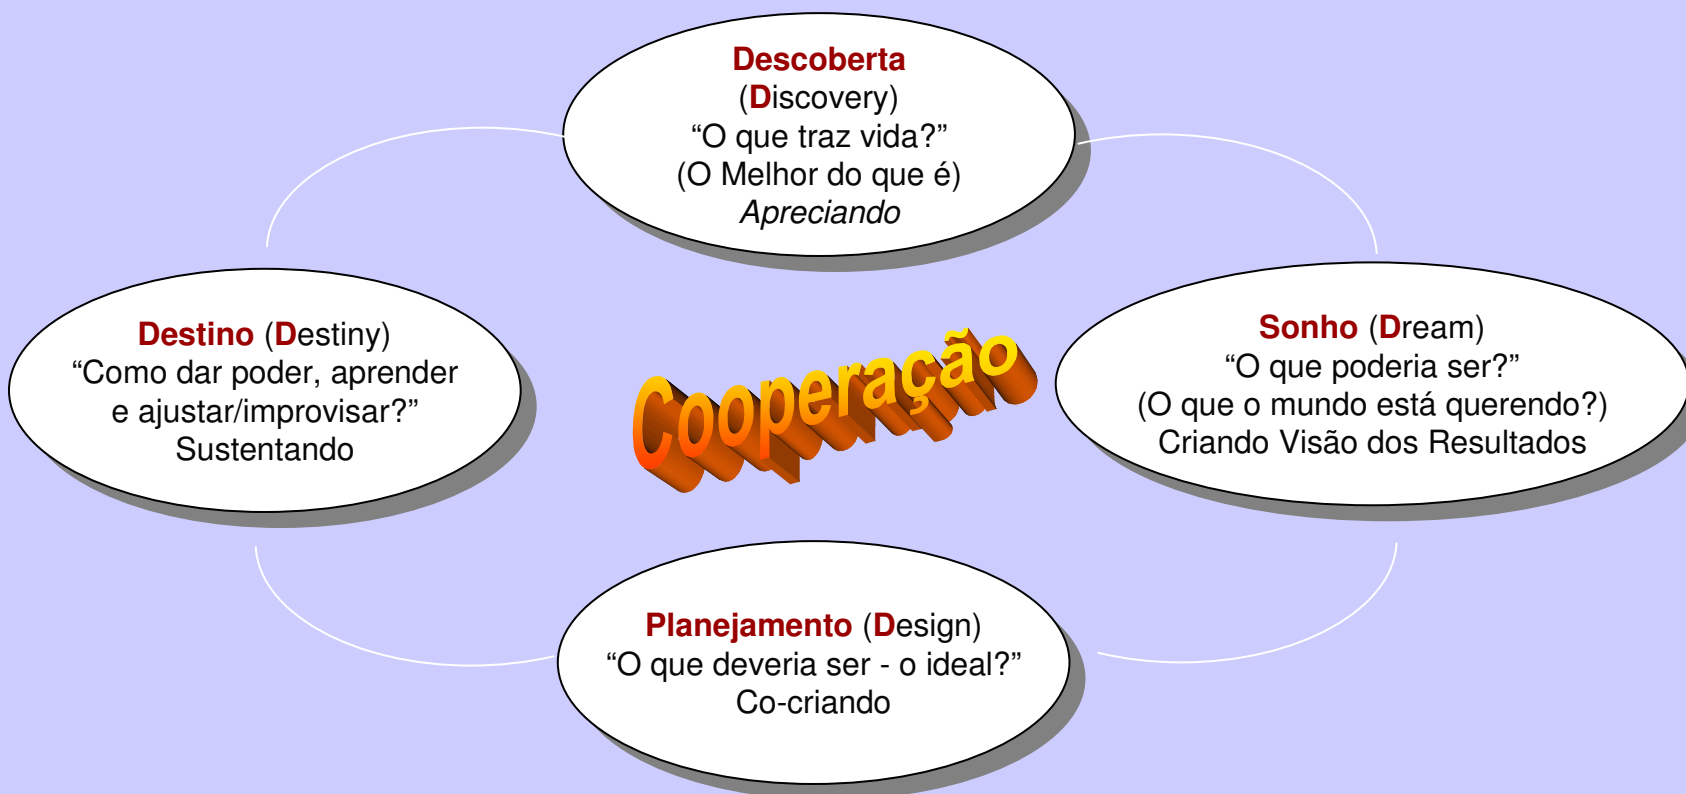 Descoberta
(Discovery)
“O que traz vida?”
(O Melhor do que é)
Apreciando
Destino (Destiny)
“Como dar poder, aprender
e ajustar/improvisar?”
Sustentando
Cooperação
Sonho (Dream)
“O que poderia ser?”
(O que o mundo está querendo?)
Criando Visão dos Resultados
Planejamento (Design)
“O que deveria ser - o ideal?”
Co-criando